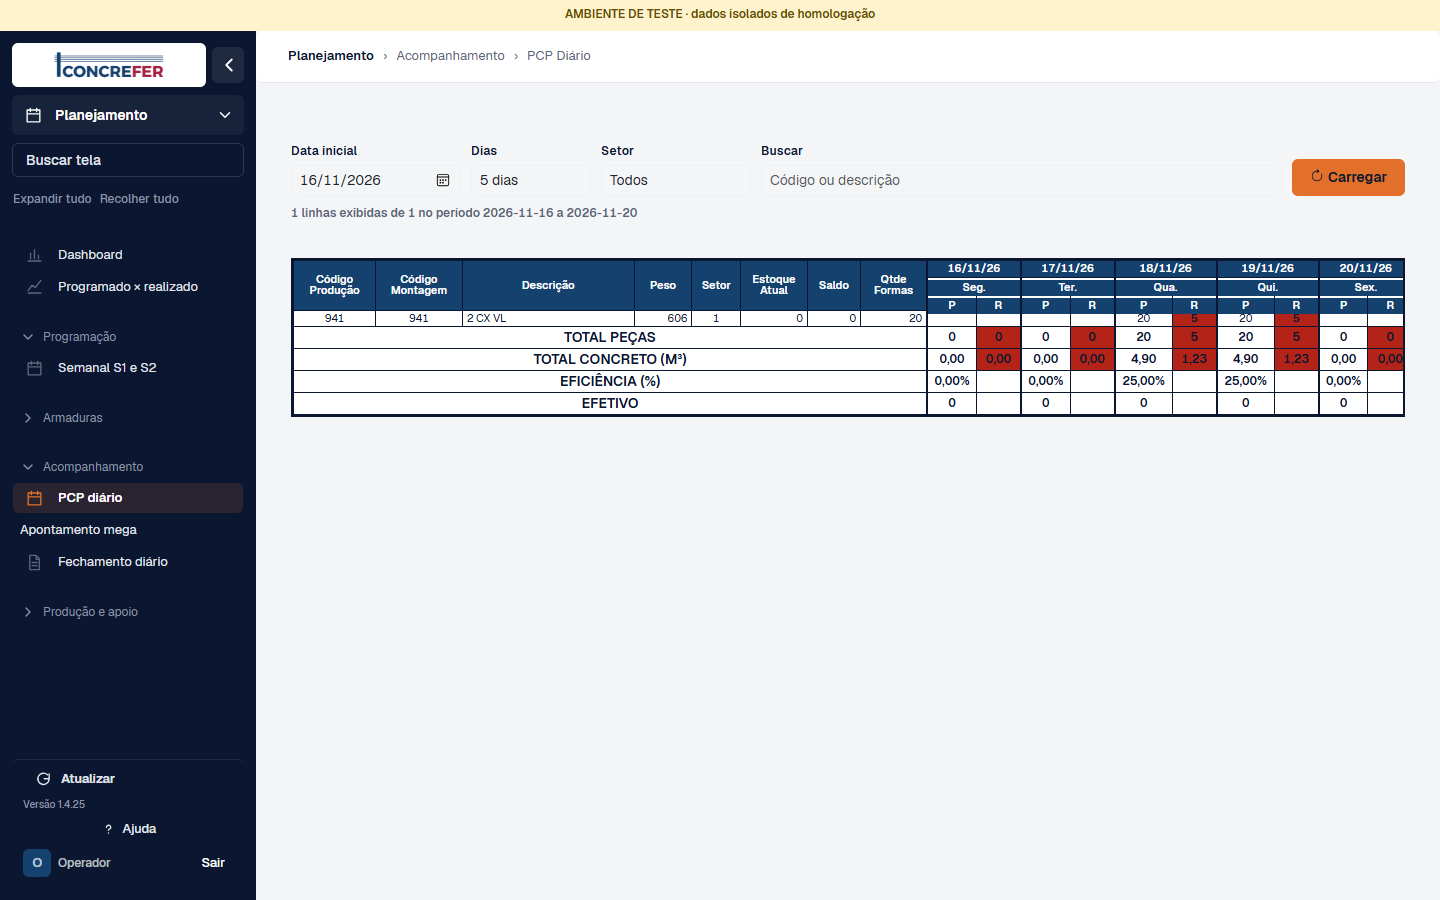 AMBIENTE DE TESTE · dados isolados de homologação
CONCREFER
Planejamento
Buscar tela
Expandir tudo Recolher tudo
Dashboard
Programado × realizado
Programação
Semanal S1 e S2
Armaduras
Acompanhamento
PCP diário
Apontamento mega
Fechamento diário
Produção e apoio
Atualizar
Versão 1.4.25
? Ajuda
O Operador Sair
Planejamento › Acompanhamento › PCP Diário
Data inicial Dias Setor Buscar
16/11/2026 5 dias Todos Código ou descrição Carregar
1 linhas exibidas de 1 no período 2026-11-16 a 2026-11-20
Código Produção Código Montagem Descrição Peso Setor Estoque Atual Saldo Qtde Formas 16/11/26 17/11/26 18/11/26 19/11/26 20/11/26
Seg. Ter. Qua. Qui. Sex.
P R P R P R P R P R
941 941 2 CX VL 606 1 0 0 20 20 5 20 5
TOTAL PEÇAS 0 0 0 0 20 5 20 5 0 0
TOTAL CONCRETO (M³) 0,00 0,00 0,00 0,00 4,90 1,23 4,90 1,23 0,00 0,00
EFICIÊNCIA (%) 0,00% 0,00% 25,00% 25,00% 0,00%
EFETIVO 0 0 0 0 0